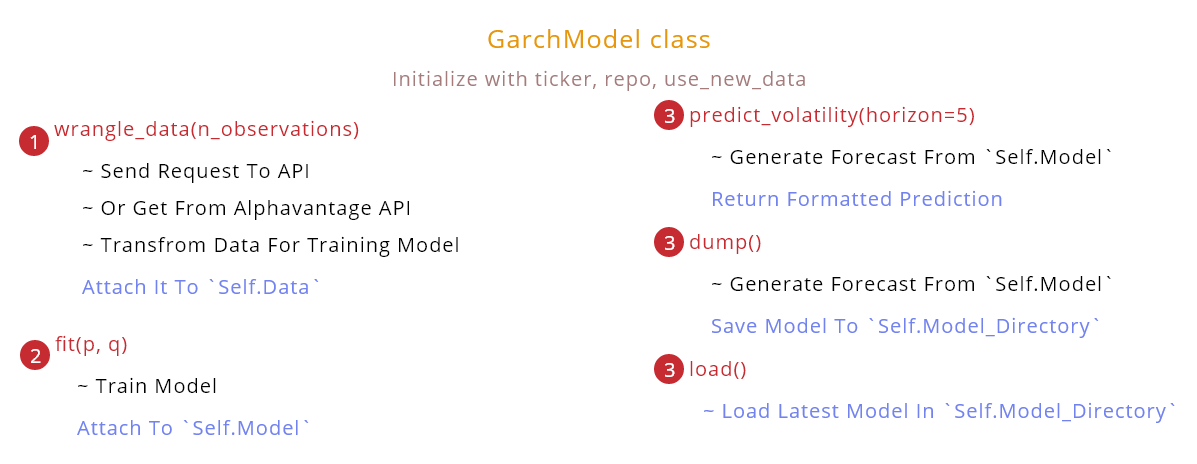 GarchModel class
Initialize with ticker, repo, use_new_data
1 wrangle_data(n_observations)
~ Send Request To API
~ Or Get From Alphavantage API
~ Transfrom Data For Training Model
Attach It To `Self.Data`
2 fit(p, q)
~ Train Model
Attach To `Self.Model`
3 predict_volatility(horizon=5)
~ Generate Forecast From `Self.Model`
Return Formatted Prediction
3 dump()
~ Generate Forecast From `Self.Model`
Save Model To `Self.Model_Directory`
3 load()
~ Load Latest Model In `Self.Model_Directory`